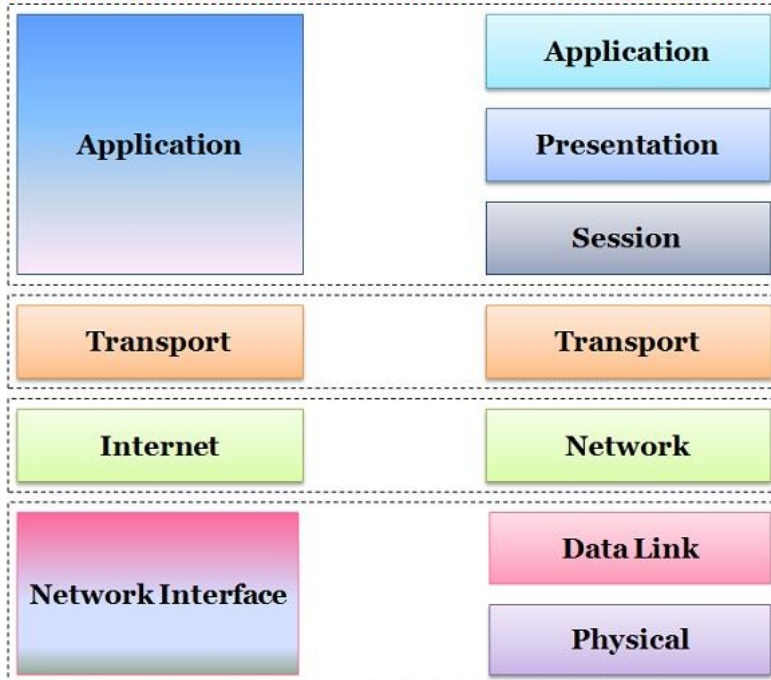 Application
Application
Presentation
Session
Transport
Transport
Internet
Network
Network Interface
Data Link
Physical